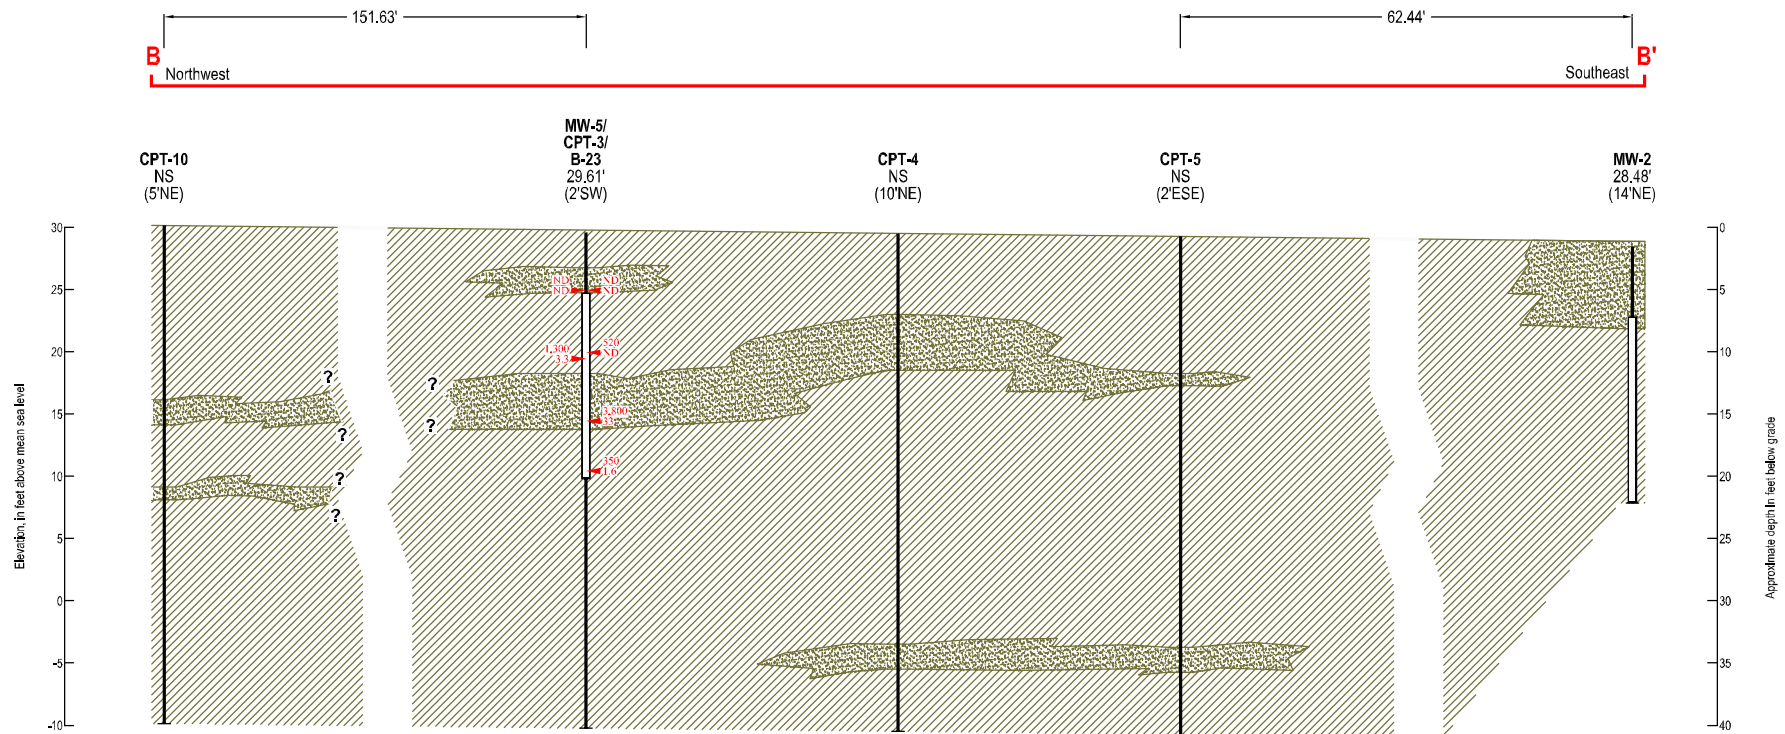 151.63'
62.44'
B
B'
Northwest
Southeast
MW-5/
CPT-3/
B-23
29.61'
(2'SW)
CPT-10
NS
(5'NE)
CPT-4
NS
(10'NE)
CPT-5
NS
(2'ESE)
MW-2
28.48'
(14'NE)
30
25
20
15
10
5
0
-5
-10
Elevation, in feet above mean sea level
ND
ND
ND
ND
1,300
3.3
520
ND
3,800
33
350
1.6
?
?
?
?
?
?
0
5
10
15
20
25
30
35
40
Approximate depth in feet below grade